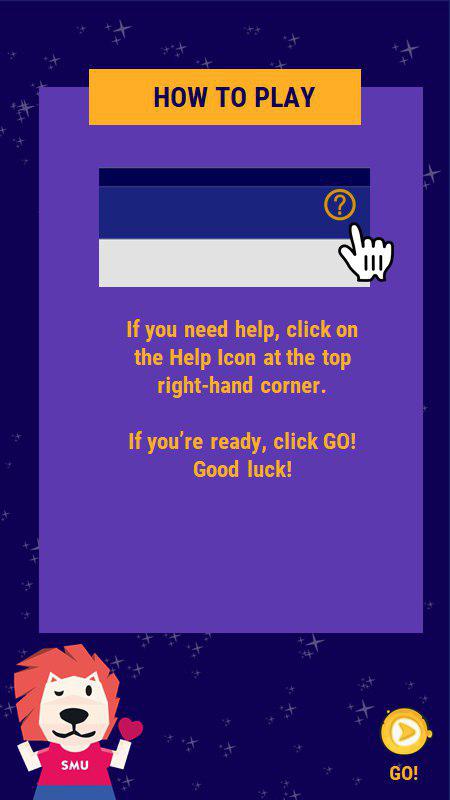 HOW TO PLAY
?
If you need help, click on
the Help Icon at the top
right-hand corner.
If you're ready, click GO!
Good luck!
SMU
GO!